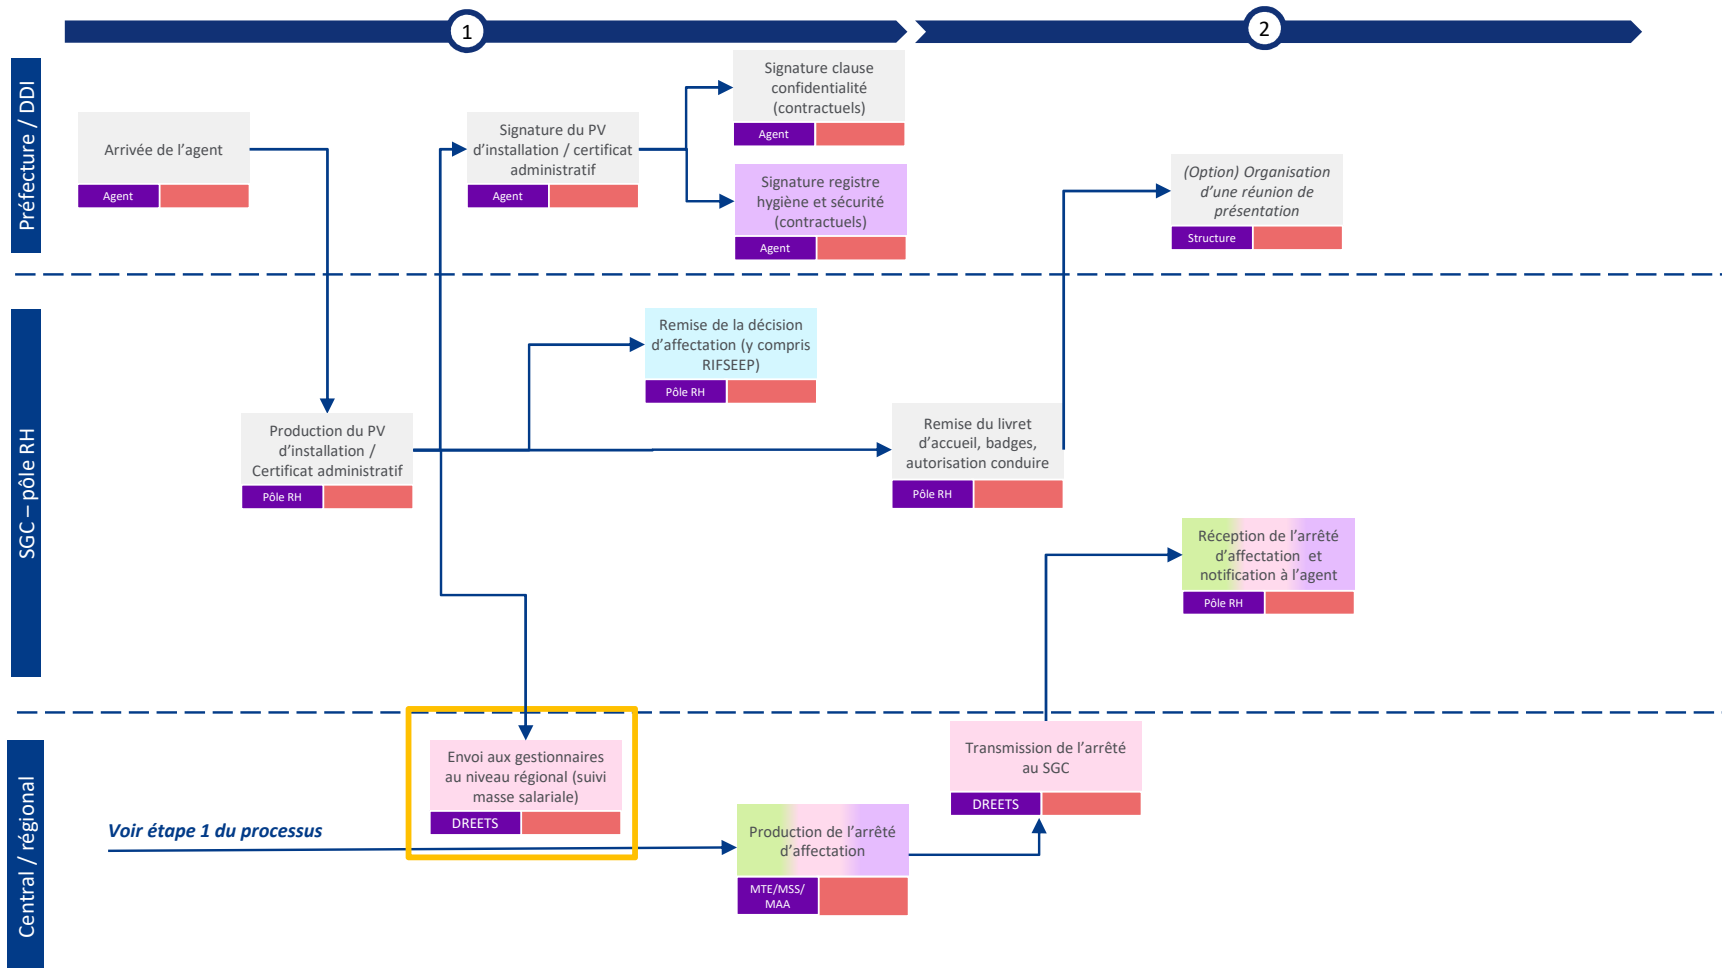 1
2
Préfecture / DDI
Arrivée de l’agent
Agent
Signature du PV
d’installation / certificat
administratif
Agent
Signature clause
confidentialité
(contractuels)
Agent
Signature registre
hygiène et sécurité
(contractuels)
Agent
(Option) Organisation
d’une réunion de
présentation
Structure
SGC – pôle RH
Production du PV
d’installation /
Certificat administratif
Pôle RH
Remise de la décision
d’affectation (y compris
RIFSEEP)
Pôle RH
Remise du livret
d’accueil, badges,
autorisation conduire
Pôle RH
Réception de l’arrêté
d’affectation et
notification à l’agent
Pôle RH
Central / régional
Voir étape 1 du processus
Envoi aux gestionnaires
au niveau régional (suivi
masse salariale)
DREETS
Production de l’arrêté
d’affectation
MTE/MSS/
MAA
Transmission de l’arrêté
au SGC
DREETS